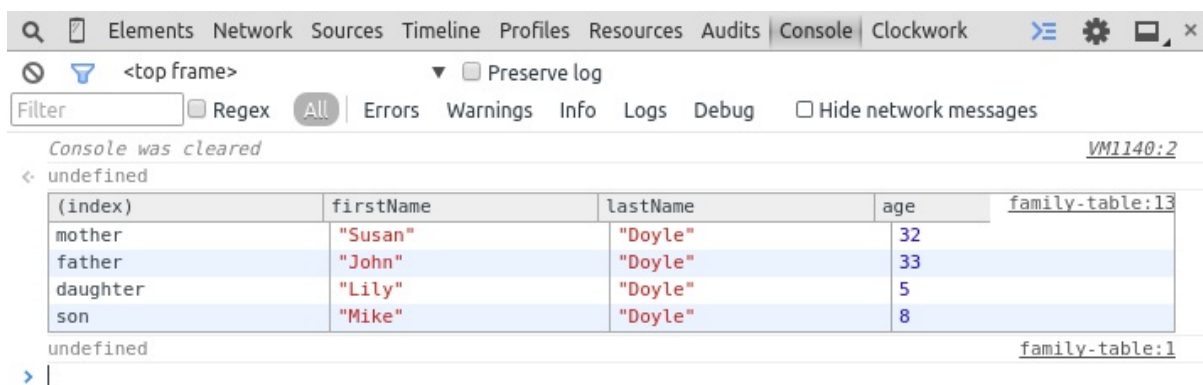 Elements Network Sources Timeline Profiles Resources Audits Console Clockwork
<top frame> Preserve log
Filter Regex All Errors Warnings Info Logs Debug Hide network messages
Console was cleared VM1140:2
undefined
(index) firstName lastName age family-table:13
mother "Susan" "Doyle" 32
father "John" "Doyle" 33
daughter "Lily" "Doyle" 5
son "Mike" "Doyle" 8
undefined family-table:1